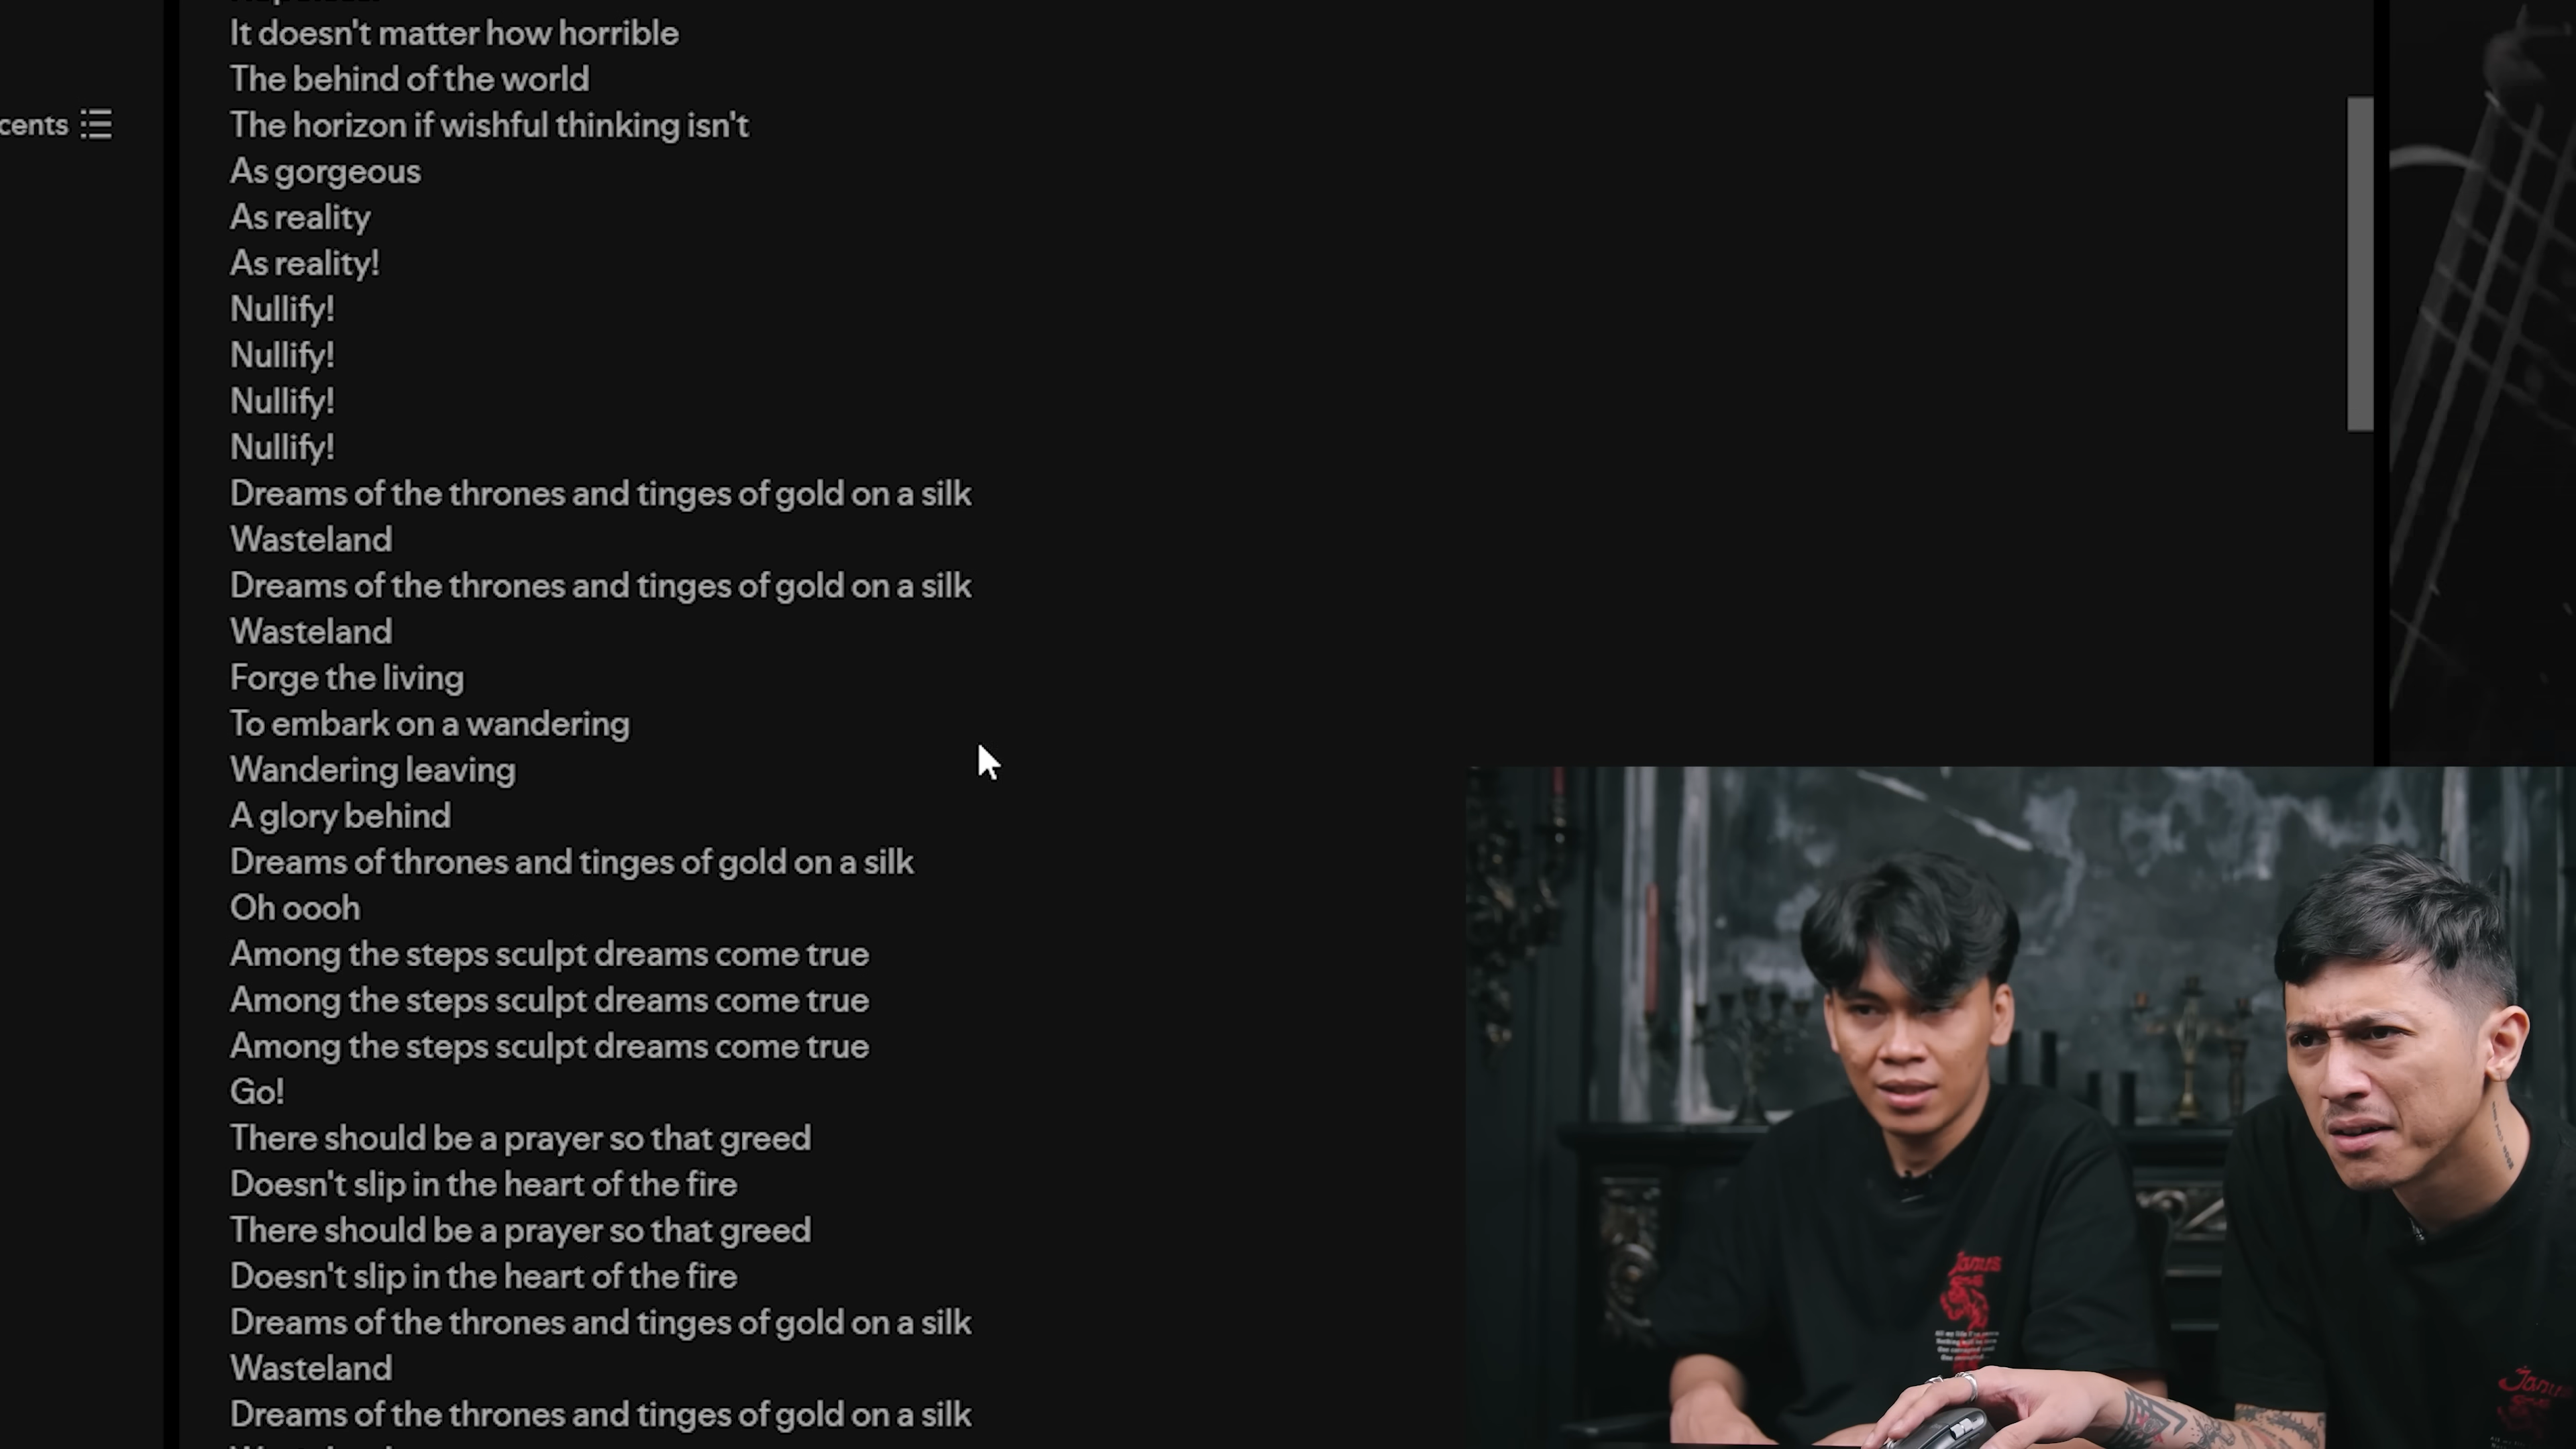 It doesn't matter how horrible
The behind of the world
The horizon if wishful thinking isn't
cents
As gorgeous
As reality
As reality!
Nullify!
Nullify!
Nullify!
Nullify!
Dreams of the thrones and tinges of gold on a silk
Wasteland
Dreams of the thrones and tinges of gold on a silk
Wasteland
Forge the living
To embark on a wandering
Wandering leaving
A glory behind
Dreams of thrones and tinges of gold on a silk
Oh oooh
Among the steps sculpt dreams come true
Among the steps sculpt dreams come true
Among the steps sculpt dreams come true
Go!
There should be a prayer so that greed
Doesn't slip in the heart of the fire
There should be a prayer so that greed
Doesn't slip in the heart of the fire
Dreams of the thrones and tinges of gold on a silk
Wasteland
Dreams of the thrones and tinges of gold on a silk
Janus